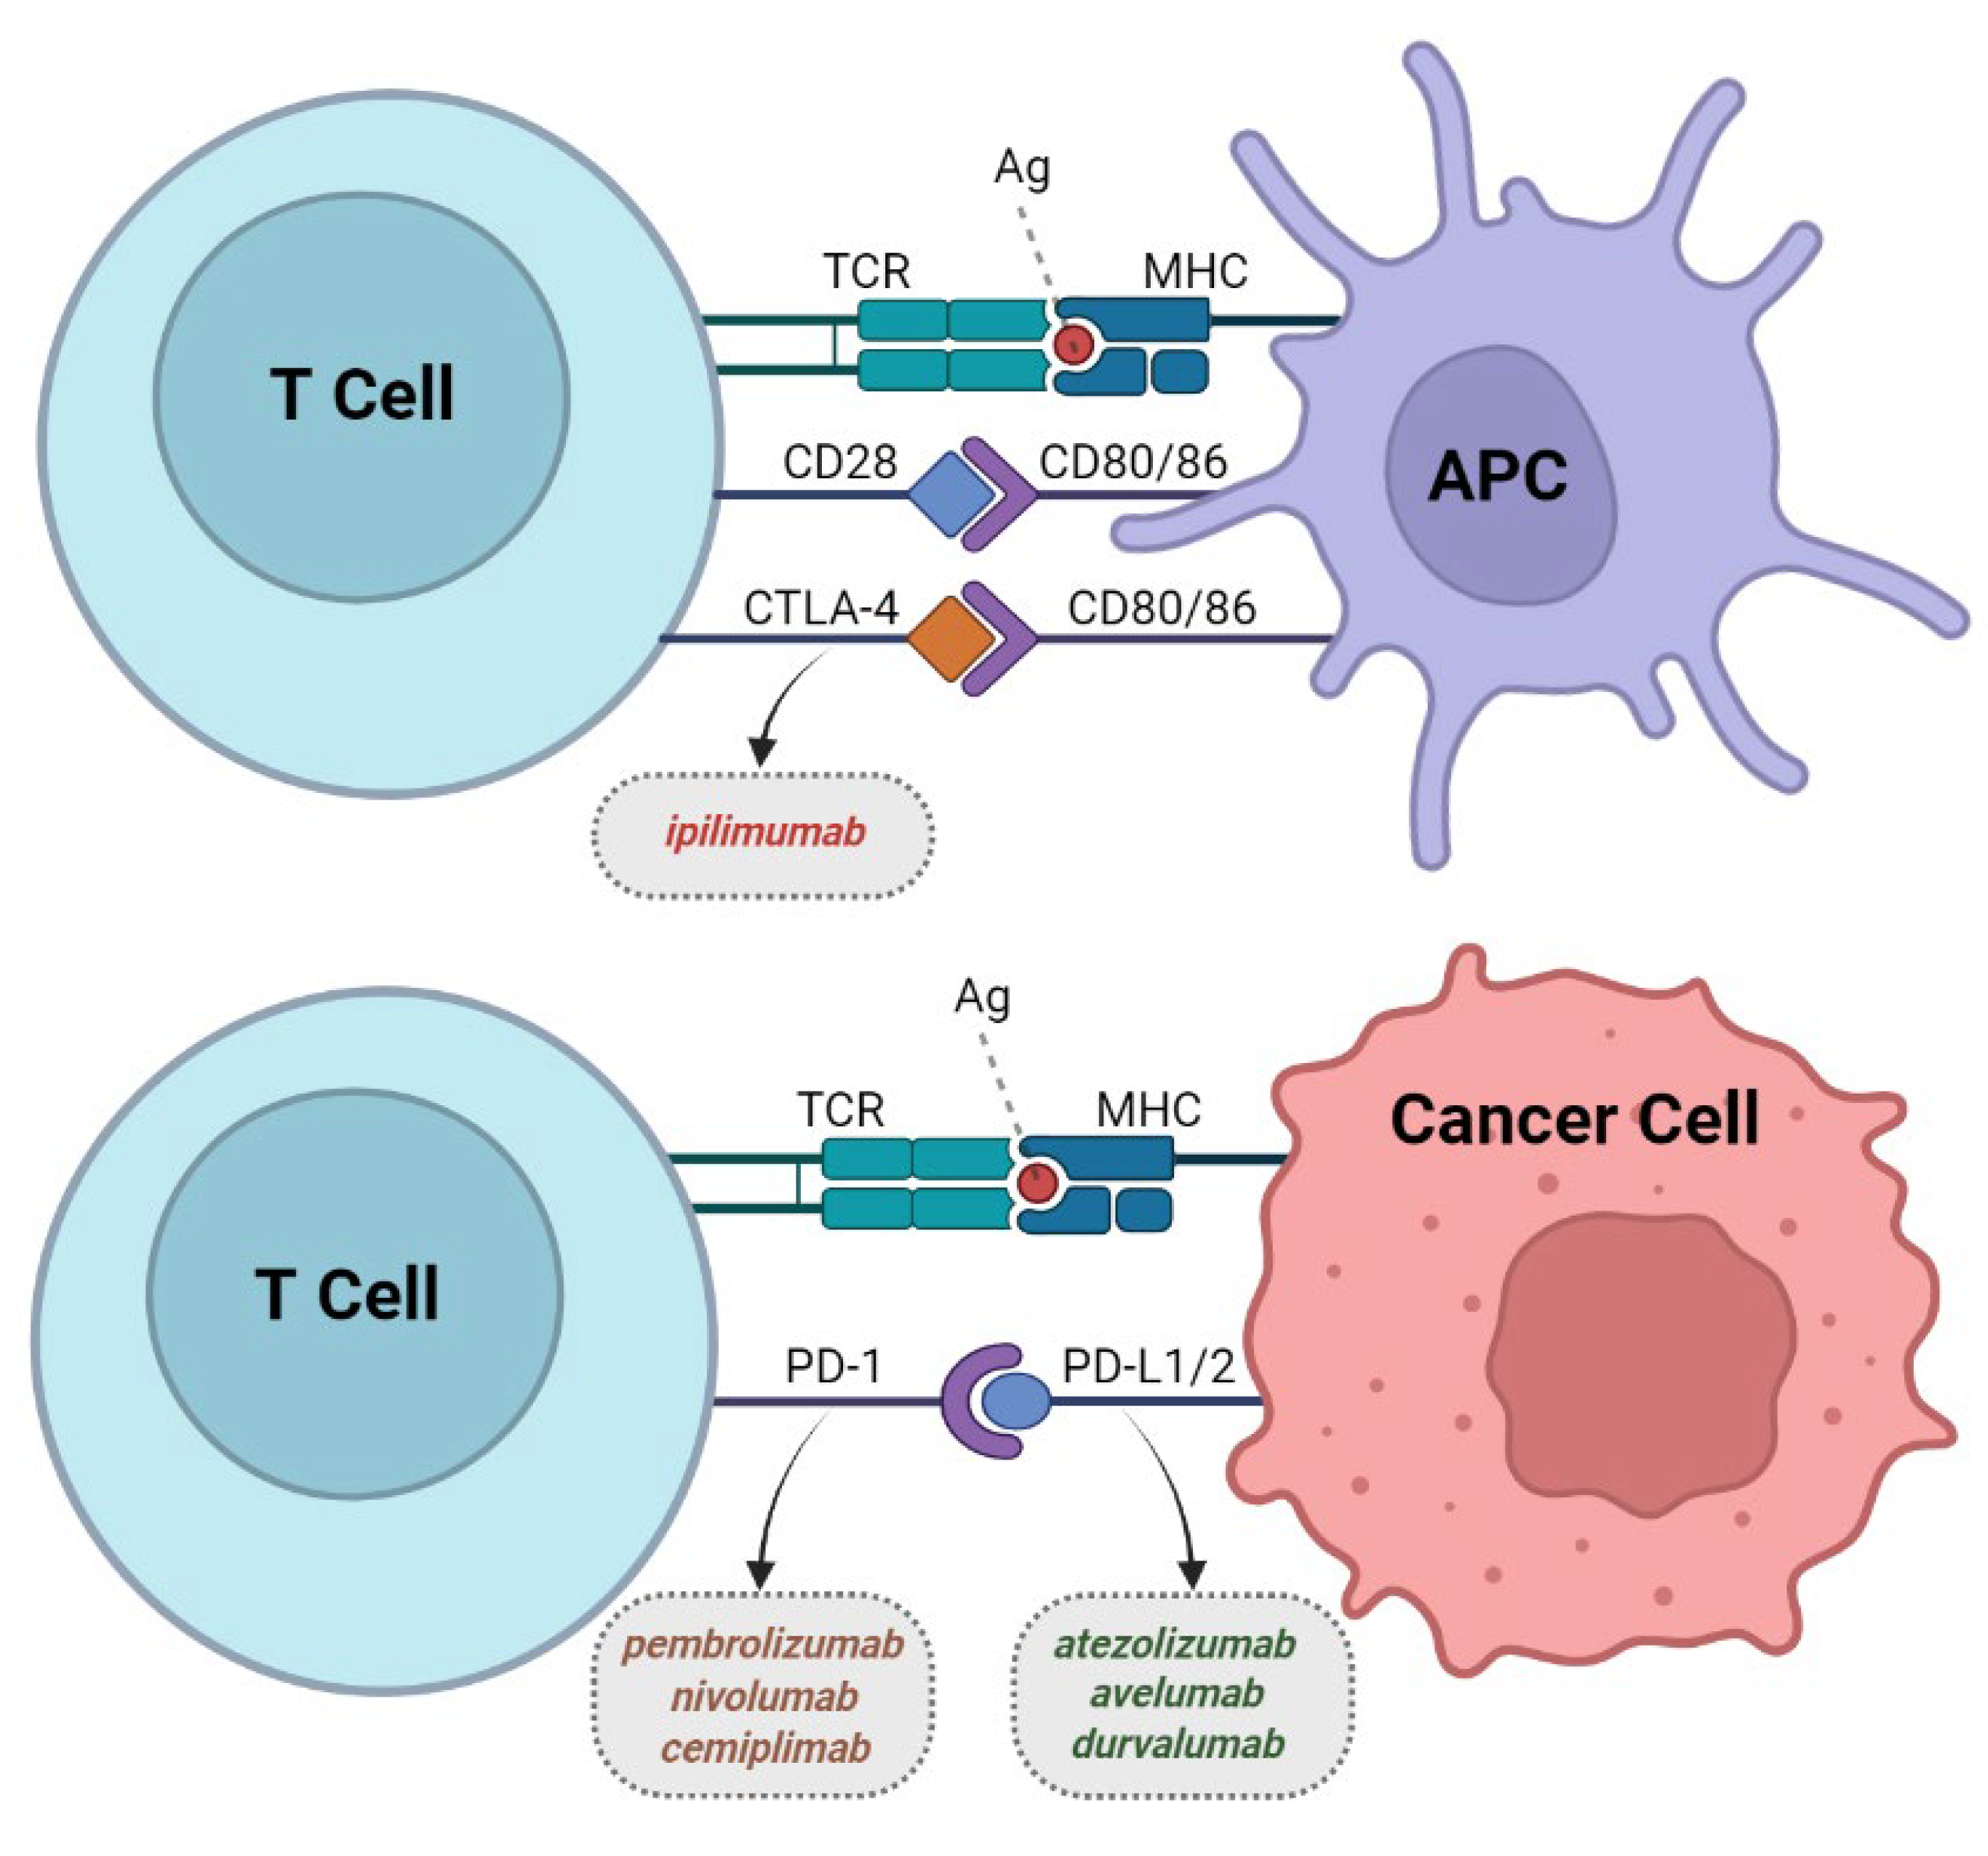 Ag
TCR
MHC
T Cell
CD28
CD80/86
APC
CTLA-4
CD80/86
ipilimumab
Ag
TCR
MHC
Cancer Cell
T Cell
PD-1
PD-L1/2
pembrolizumab
nivolumab
cemiplimab
atezolizumab
avelumab
durvalumab